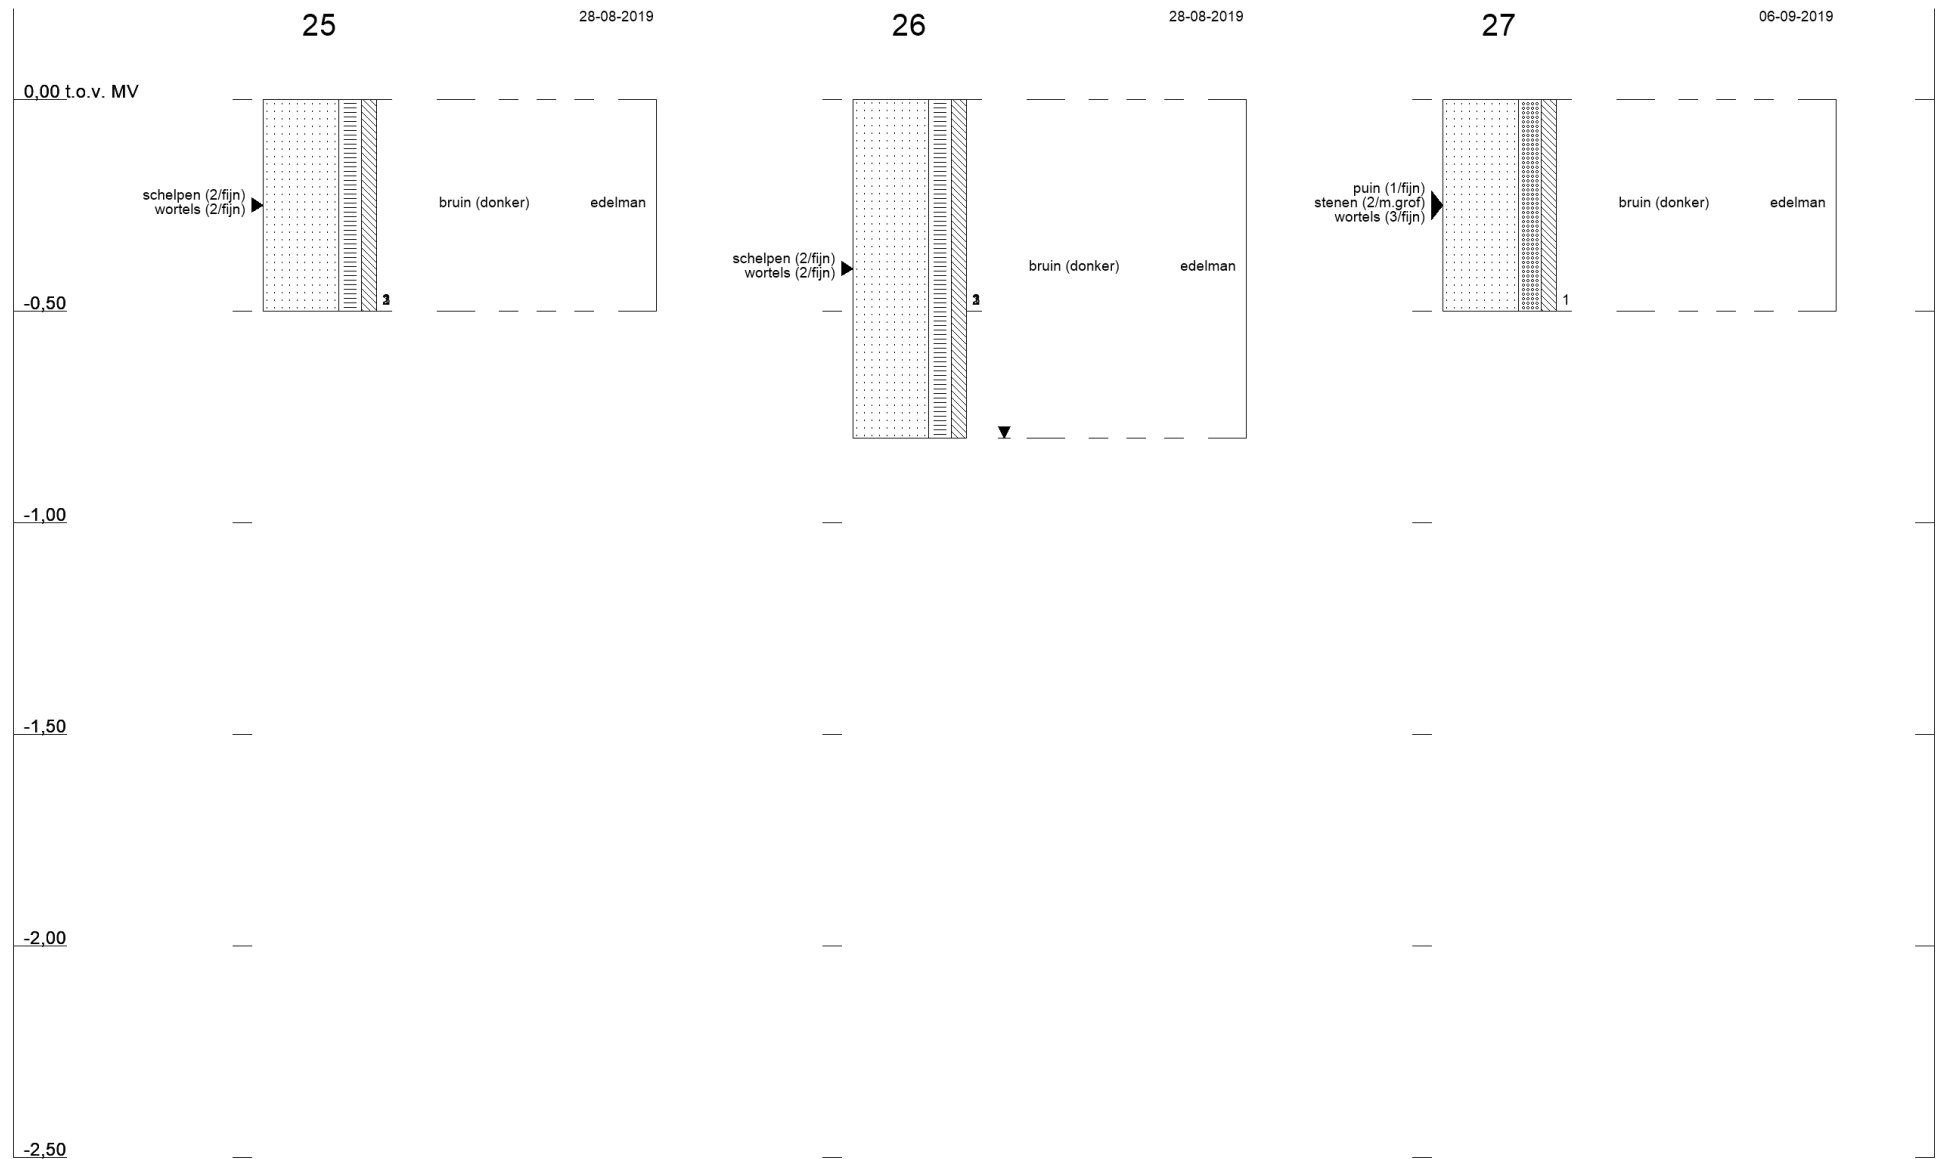 25
28-08-2019
26
28-08-2019
27
06-09-2019
0,00 t.o.v. MV
schelpen (2/fijn)
wortels (2/fijn)
bruin (donker)
edelman
schelpen (2/fijn)
wortels (2/fijn)
bruin (donker)
edelman
puin (1/fijn)
stenen (2/m.grof)
wortels (3/fijn)
bruin (donker)
edelman
1
-0,50
-1,00
-1,50
-2,00
-2,50